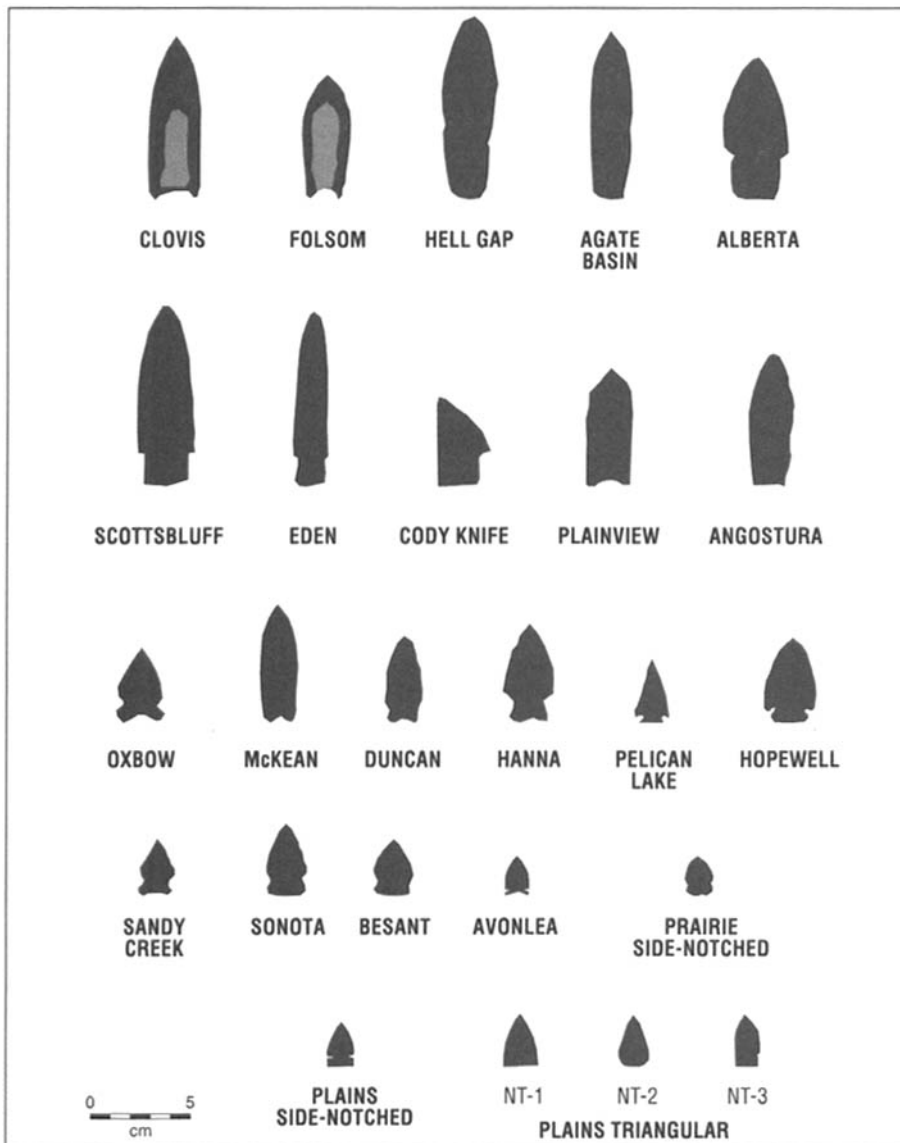 CLOVIS FOLSOM HELL GAP AGATE BASIN ALBERTA
SCOTTSBLUFF EDEN CODY KNIFE PLAINVIEW ANGOSTURA
OXBOW McKEAN DUNCAN HANNA PELICAN LAKE HOPEWELL
SANDY CREEK SONOTA BESANT AVONLEA PRAIRIE SIDE-NOTCHED
0 5
cm
PLAINS SIDE-NOTCHED
NT-1 NT-2 NT-3
PLAINS TRIANGULAR